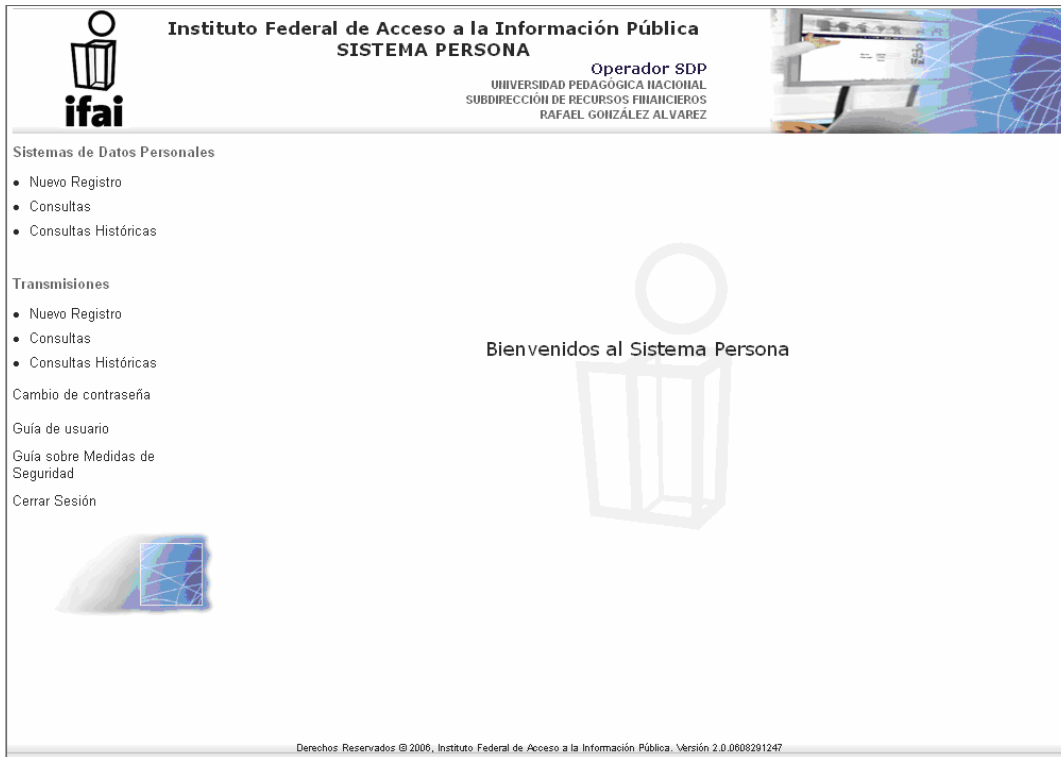 Instituto Federal de Acceso a la Información Pública
SISTEMA PERSONA
Operador SDP
UNIVERSIDAD PEDAGÓGICA NACIONAL
SUBDIRECCIÓN DE RECURSOS FINANCIEROS
RAFAEL GONZÁLEZ ALVAREZ
ifai
Sistemas de Datos Personales
• Nuevo Registro
• Consultas
• Consultas Históricas
Transmisiones
• Nuevo Registro
• Consultas
• Consultas Históricas
Cambio de contraseña
Guía de usuario
Guía sobre Medidas de
Seguridad
Cerrar Sesión
Bienvenidos al Sistema Persona
Derechos Reservados © 2006, Instituto Federal de Acceso a la Información Pública. Versión 2.0.0608291247